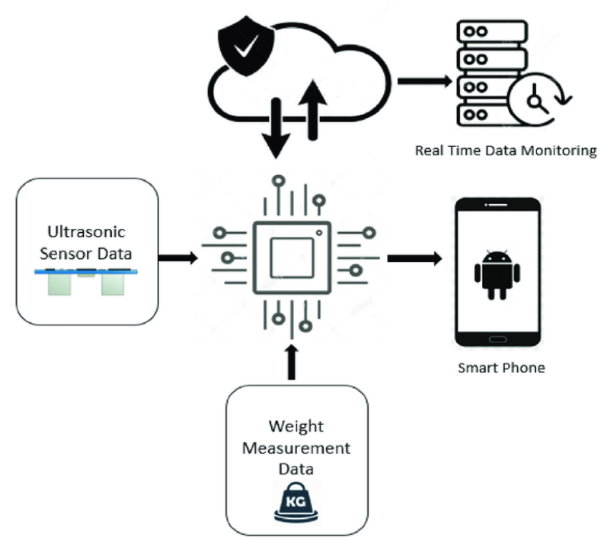 Real Time Data Monitoring
Ultrasonic
Sensor Data
Smart Phone
Weight
Measurement
Data
KG